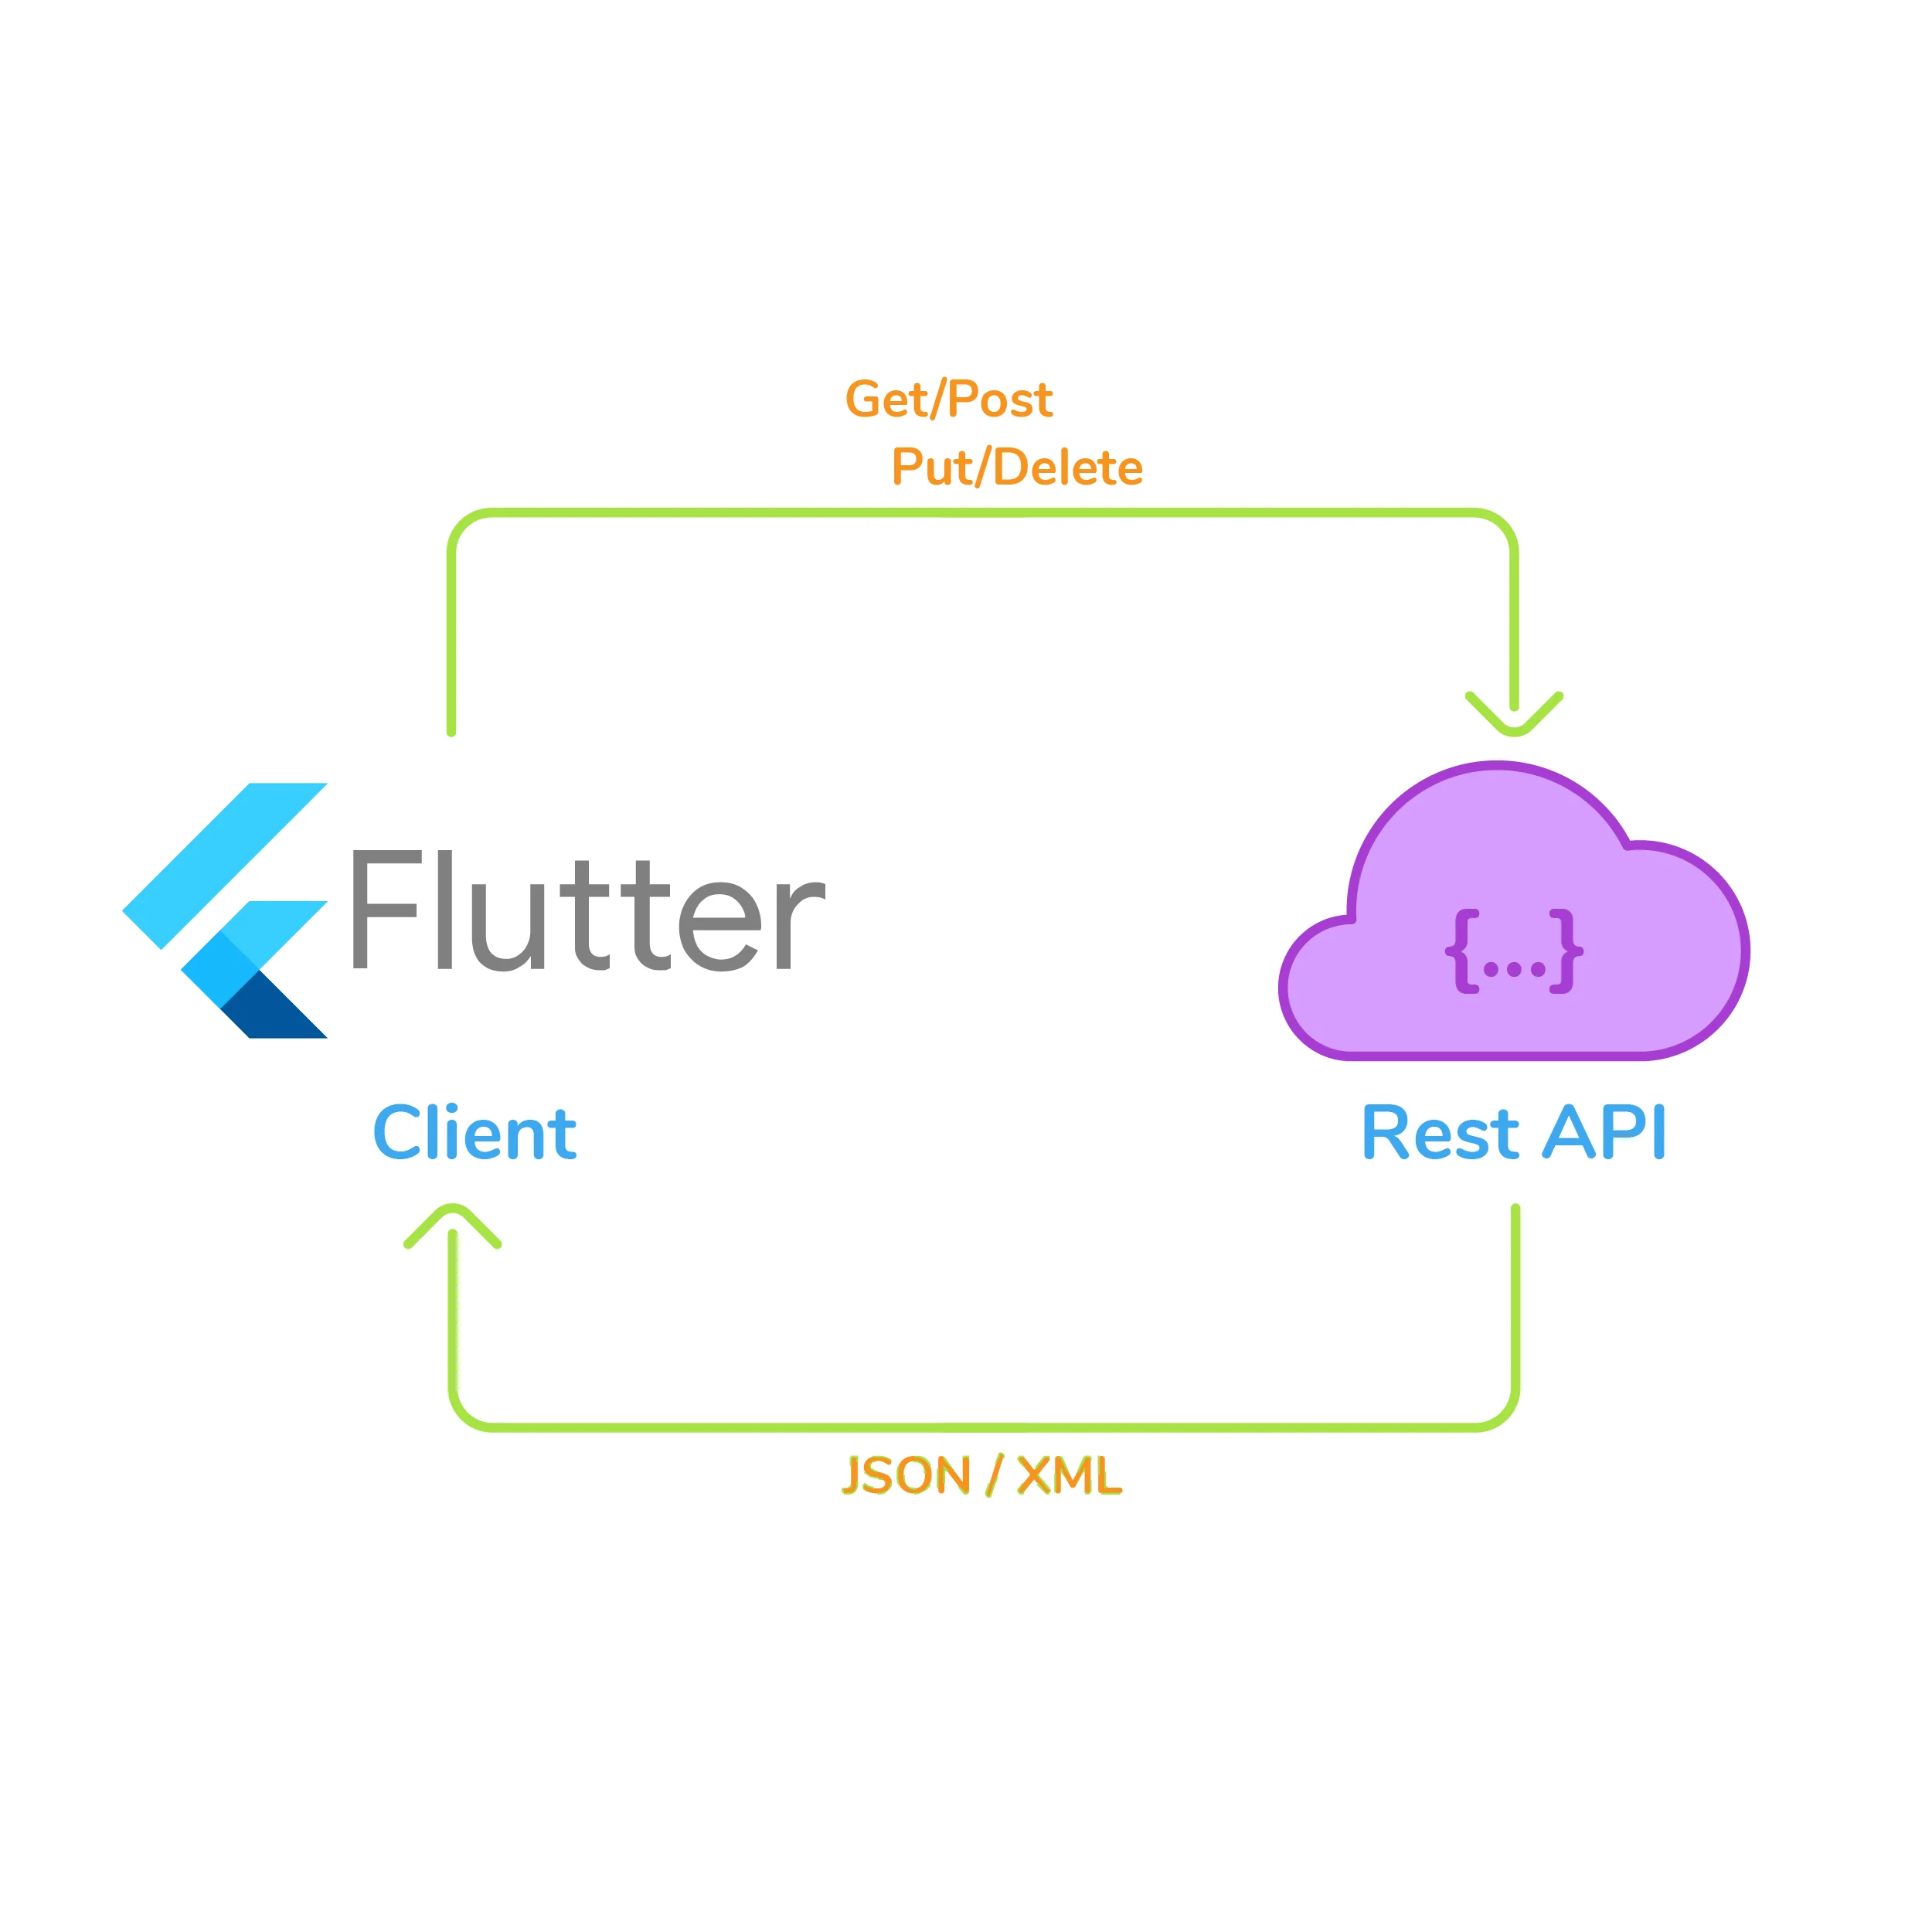 Get/Post
Put/Delete
Flutter
{...}
Client
Rest API
JSON / XML